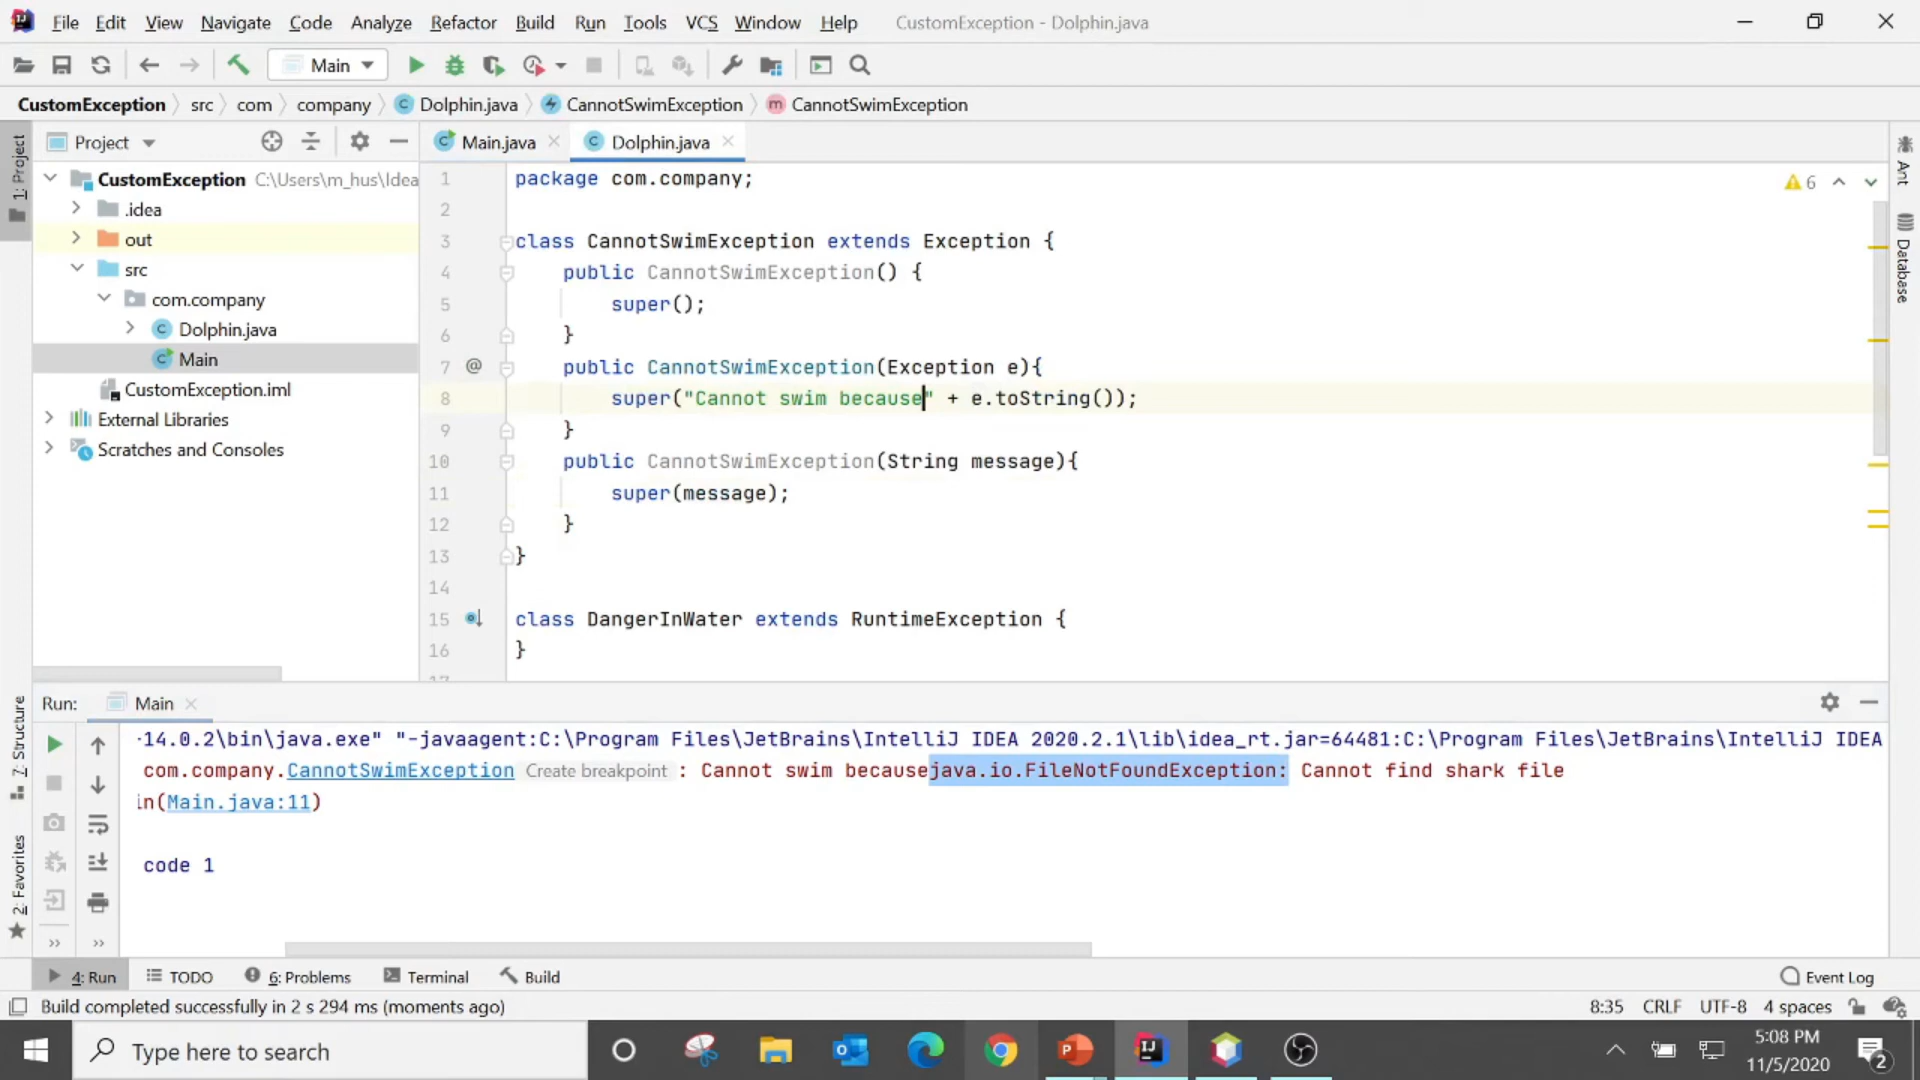 File Edit View Navigate Code Analyze Refactor Build Run Tools VCS Window Help CustomException - Dolphin.java
Main
CustomException src com company Dolphin.java CannotSwimException CannotSwimException
1: Project
Project
Main.java
Dolphin.java
Ant
Database
CustomException C:\Users\m_hus\Idea
.idea
out
src
com.company
Dolphin.java
Main
CustomException.iml
External Libraries
Scratches and Consoles
6
1 package com.company;
2
3 class CannotSwimException extends Exception {
4 public CannotSwimException() {
5 super();
6 }
7 @ public CannotSwimException(Exception e){
8 super("Cannot swim because" + e.toString());
9 }
10 public CannotSwimException(String message){
11 super(message);
12 }
13 }
14
15 class DangerInWater extends RuntimeException {
16 }
7: Structure
2: Favorites
Run: Main
-14.0.2\bin\java.exe" "-javaagent:C:\Program Files\JetBrains\IntelliJ IDEA 2020.2.1\lib\idea_rt.jar=64481:C:\Program Files\JetBrains\IntelliJ IDEA
com.company.CannotSwimException Create breakpoint : Cannot swim becausejava.io.FileNotFoundException: Cannot find shark file
in(Main.java:11)
code 1
4: Run TODO 6: Problems Terminal Build Event Log
Build completed successfully in 2 s 294 ms (moments ago) 8:35 CRLF UTF-8 4 spaces
Type here to search
5:08 PM
11/5/2020
2